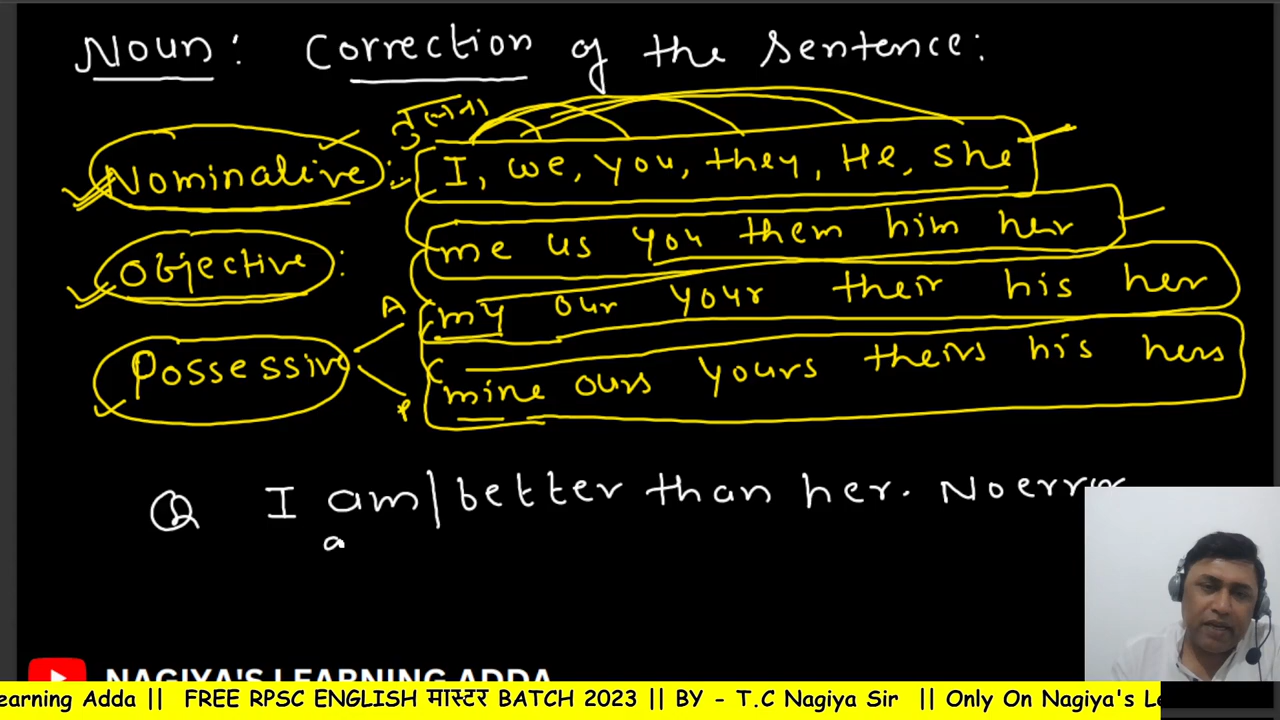 Noun: Correction of the sentence:
Nominative : I, we, you, they, He, she
objective : me us you them him her
A my our your their his her
Possessive
P mine ours yours theirs his hers
Q I am|better than her. No error
a
NAGIYA'S LEARNING ADDA
earning Adda || FREE RPSC ENGLISH मास्टर BATCH 2023 || BY - T.C Nagiya Sir || Only On Nagiya's Le